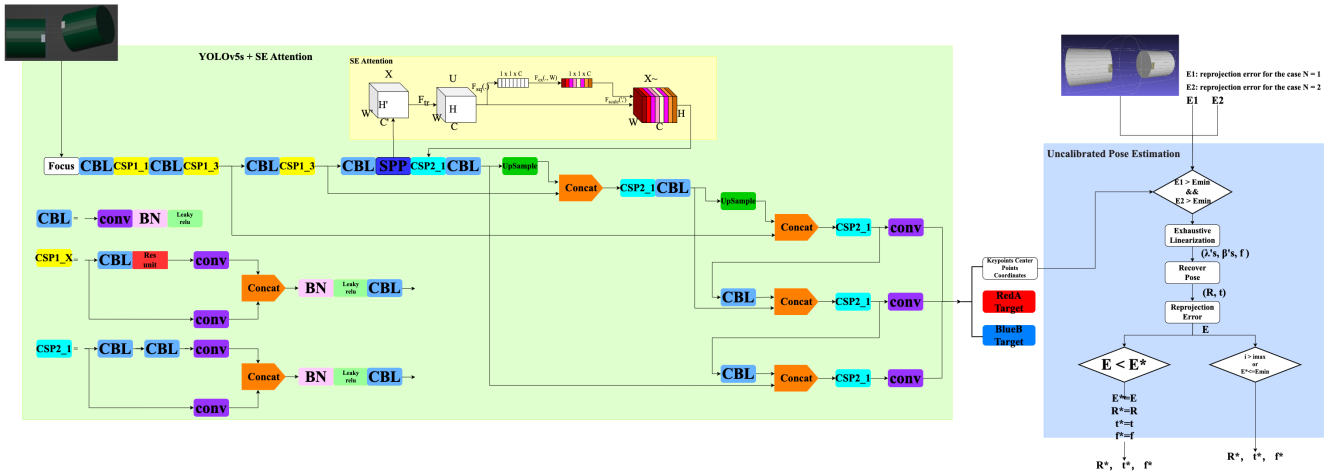 YOLOv5s + SE Attention
SE Attention
X
H'
W'
C'
Ftr
U
H
W
C
Fsq(.)
1 x 1 x C
Fex(., W)
1 x 1 x C
Fscale(',')
X~
H
W
C
Focus
CBL
CSP1_1
CBL
CSP1_3
CBL
CSP1_3
CBL
SPP
CSP2_1
CBL
UpSample
Concat
CSP2_1
CBL
UpSample
Concat
CSP2_1
conv
CBL
Concat
CSP2_1
conv
CBL
Concat
CSP2_1
conv
CBL =
conv
BN
Leaky
relu
CSP1_X=
CBL
Res
unit
conv
conv
Concat
BN
Leaky
relu
CBL
CSP2_1 =
CBL
CBL
conv
conv
Concat
BN
Leaky
relu
CBL
Keypoints Center
Points
Coordinates
RedA
Target
BlueB
Target
E1: reprojection error for the case N = 1
E2: reprojection error for the case N = 2
E1
E2
Uncalibrated Pose Estimation
E1 > Emin
&&
E2 > Emin
Exhaustive
Linearization
(λ's, β's, f )
Recover
Pose
(R, t)
Reprojection
Error
E
E < E*
i > imax
or
E*<=Emin
E*=E
R*=R
t*=t
f*=f
R*, t*, f*
R*, t*, f*